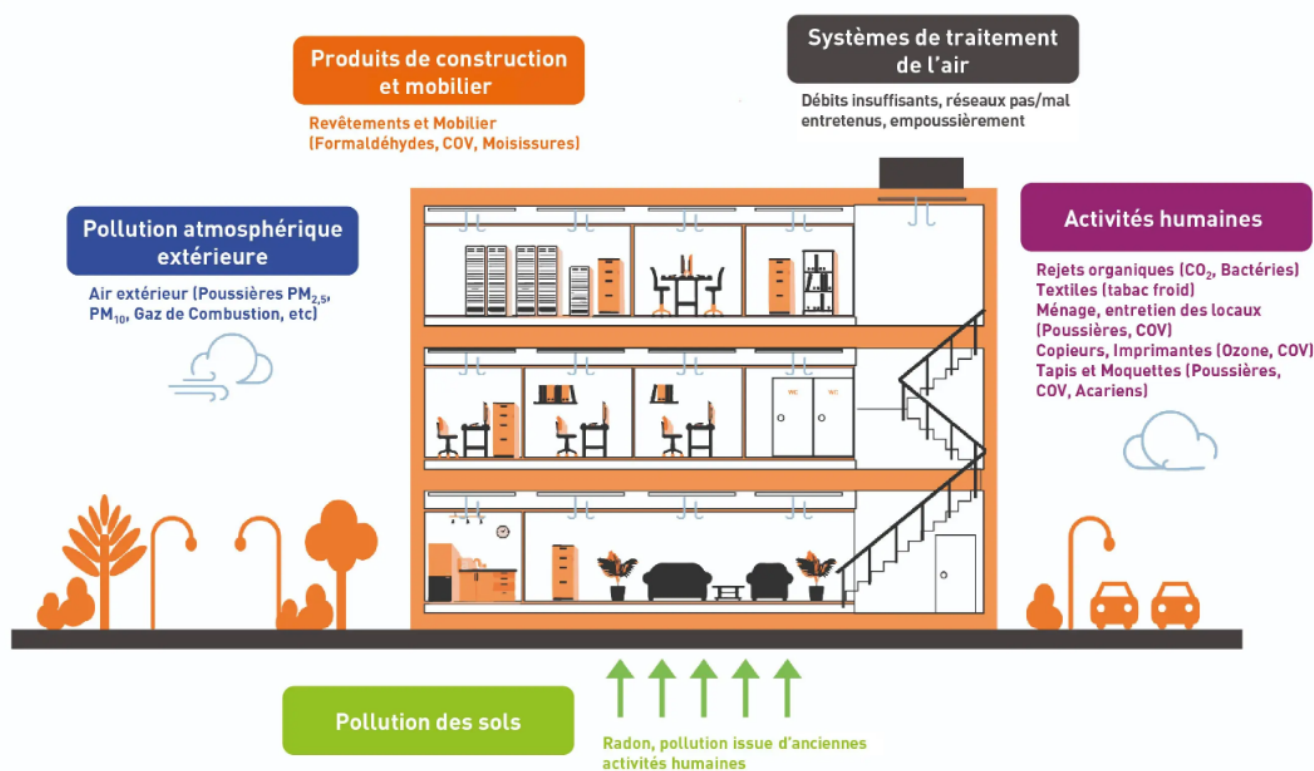 Produits de construction
et mobilier
Revêtements et Mobilier
(Formaldéhydes, COV, Moisissures)
Systèmes de traitement
de l'air
Débits insuffisants, réseaux pas/mal
entretenus, empoussièrement
Pollution atmosphérique
extérieure
Air extérieur (Poussières PM2,5,
PM10, Gaz de Combustion, etc)
Activités humaines
Rejets organiques (CO2, Bactéries)
Textiles (tabac froid)
Ménage, entretien des locaux
(Poussières, COV)
Copieurs, Imprimantes (Ozone, COV)
Tapis et Moquettes (Poussières,
COV, Acariens)
WC
WC
Pollution des sols
Radon, pollution issue d'anciennes
activités humaines